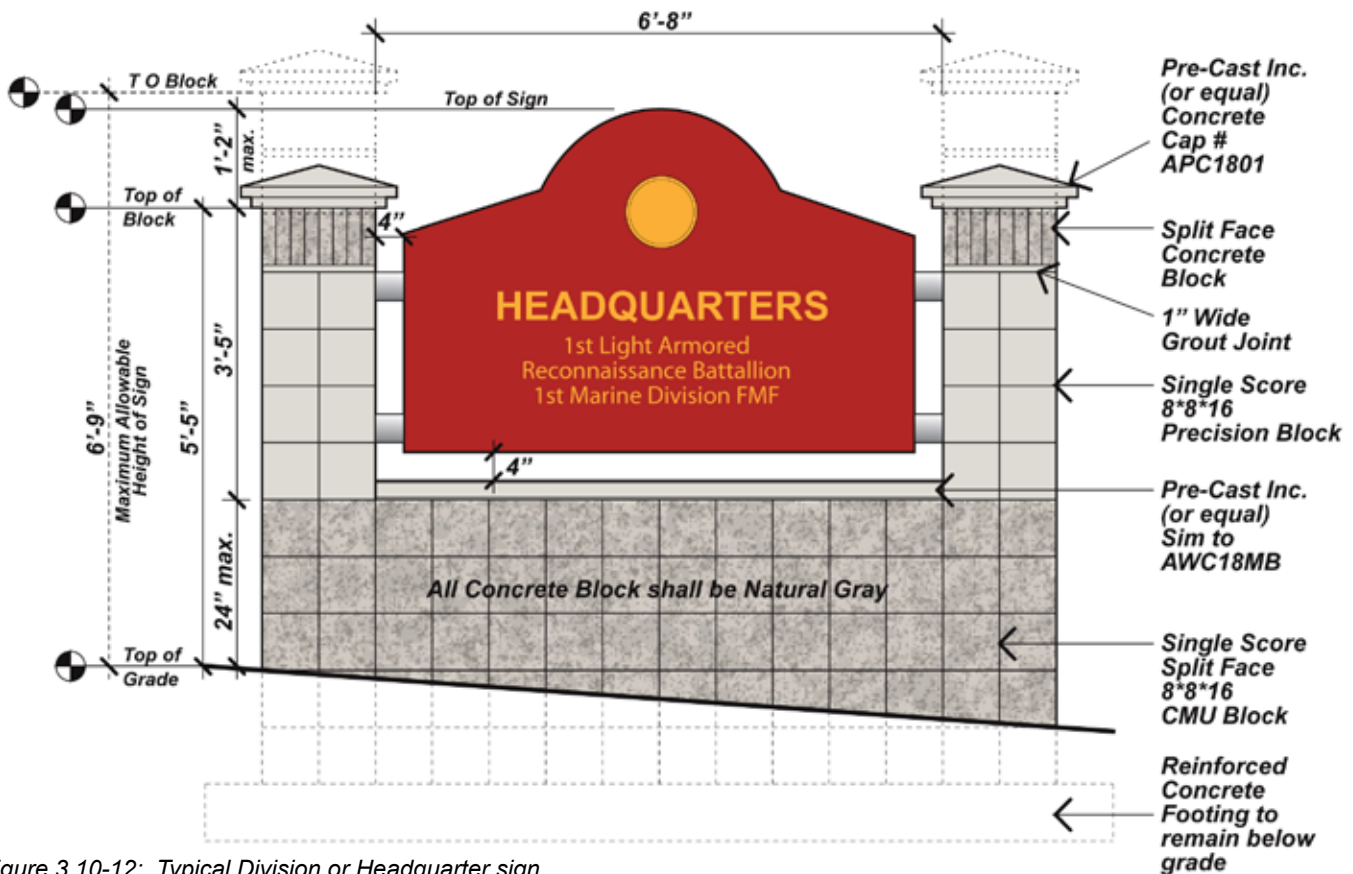 6'-8"
T O Block
Top of Sign
1'-2"
max.
Top of
Block
4"
HEADQUARTERS
1st Light Armored
Reconnaissance Battallion
1st Marine Division FMF
4"
3'-5"
5'-5"
6'-9"
Maximum Allowable
Height of Sign
24" max.
Top of
Grade
All Concrete Block shall be Natural Gray
Pre-Cast Inc.
(or equal)
Concrete
Cap #
APC1801
Split Face
Concrete
Block
1" Wide
Grout Joint
Single Score
8*8*16
Precision Block
Pre-Cast Inc.
(or equal)
Sim to
AWC18MB
Single Score
Split Face
8*8*16
CMU Block
Reinforced
Concrete
Footing to
remain below
grade
igure 3.10-12: Typical Division or Headquarter sign